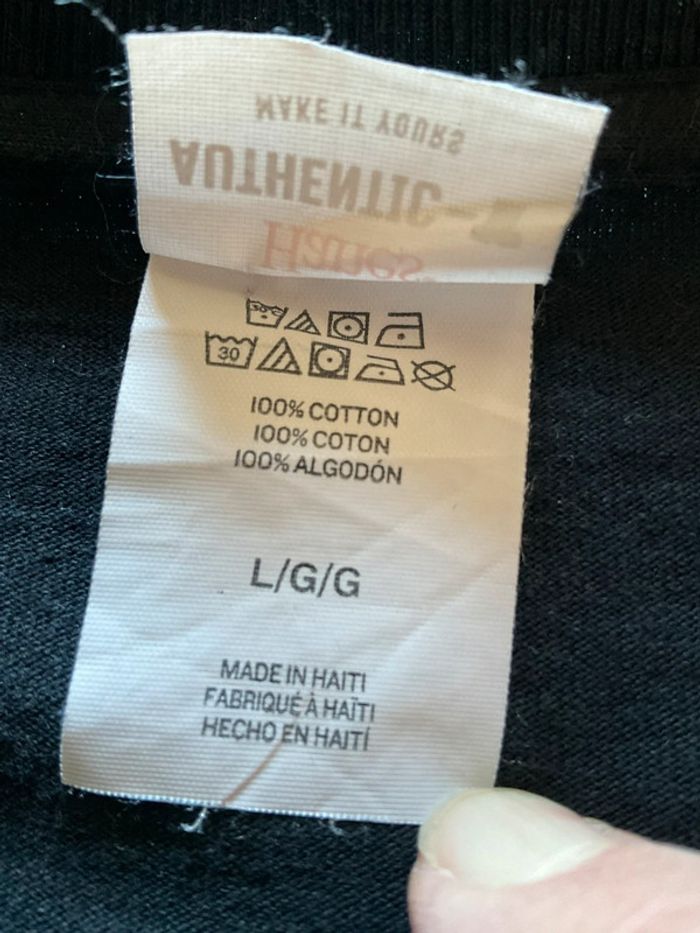 MAKE IT YOURS
AUTHENTIC
Hanes
30
100% COTTON
100% COTON
100% ALGODÓN
L/G/G
MADE IN HAITI
FABRIQUÉ À HAÏTI
HECHO EN HAITÍ